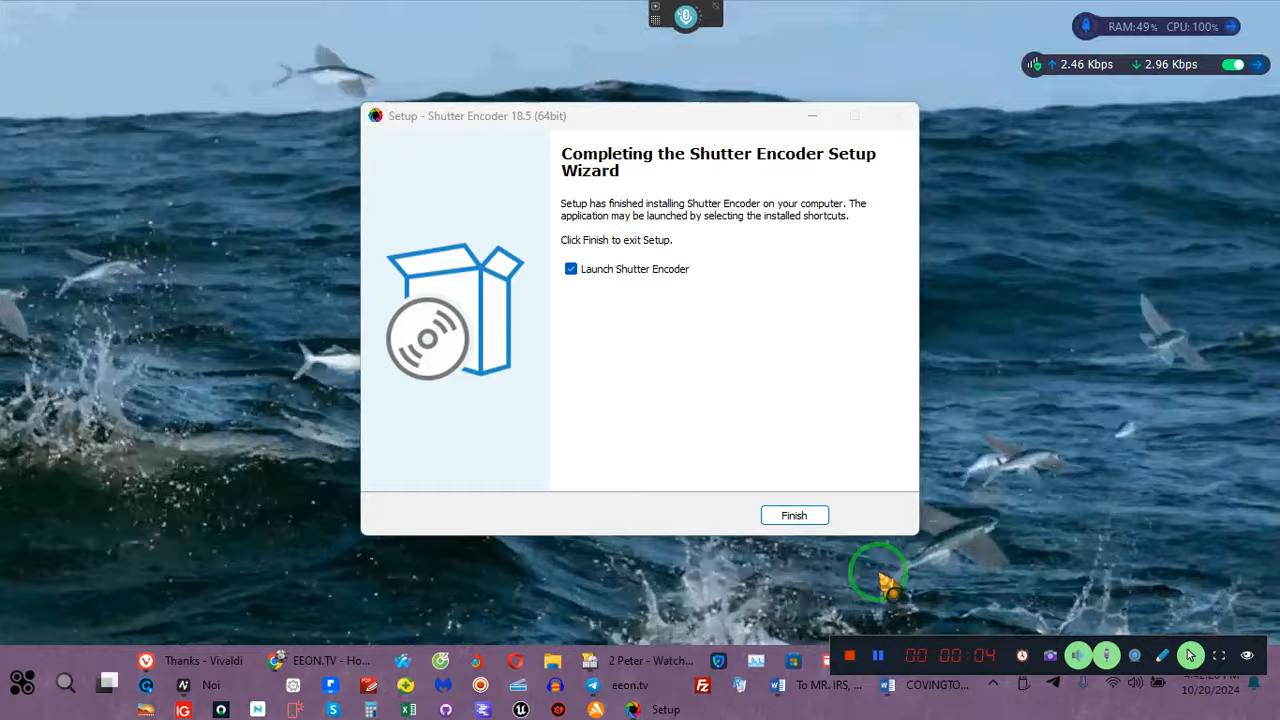 RAM:49% CPU: 100%
2.46 Kbps 2.96 Kbps
Setup - Shutter Encoder 18.5 (64bit)
Completing the Shutter Encoder Setup
Wizard
Setup has finished installing Shutter Encoder on your computer. The
application may be launched by selecting the installed shortcuts.
Click Finish to exit Setup.
Launch Shutter Encoder
Finish
00 00:04
Thanks - Vivaldi
EEON.TV - Ho...
2 Peter - Watch...
Noi
eeon.tv
To MR. IRS, ...
COVINGTO...
10/20/2024
Setup